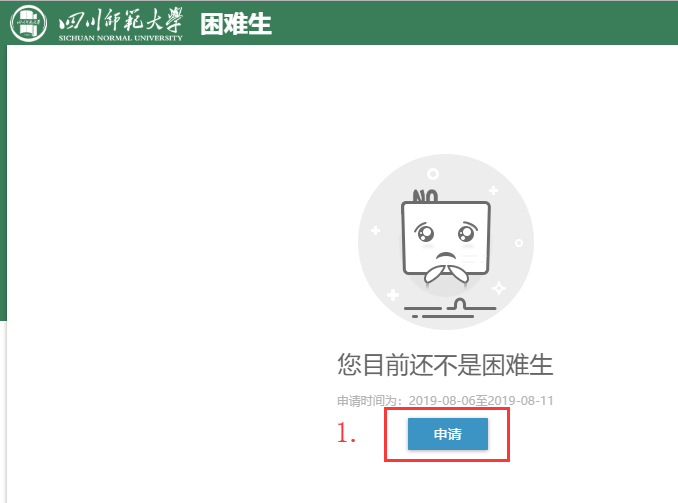 四川师范大学 困难生
SICHUAN NORMAL UNIVERSITY
NO
您目前还不是困难生
申请时间为：2019-08-06至2019-08-11
1. 申请